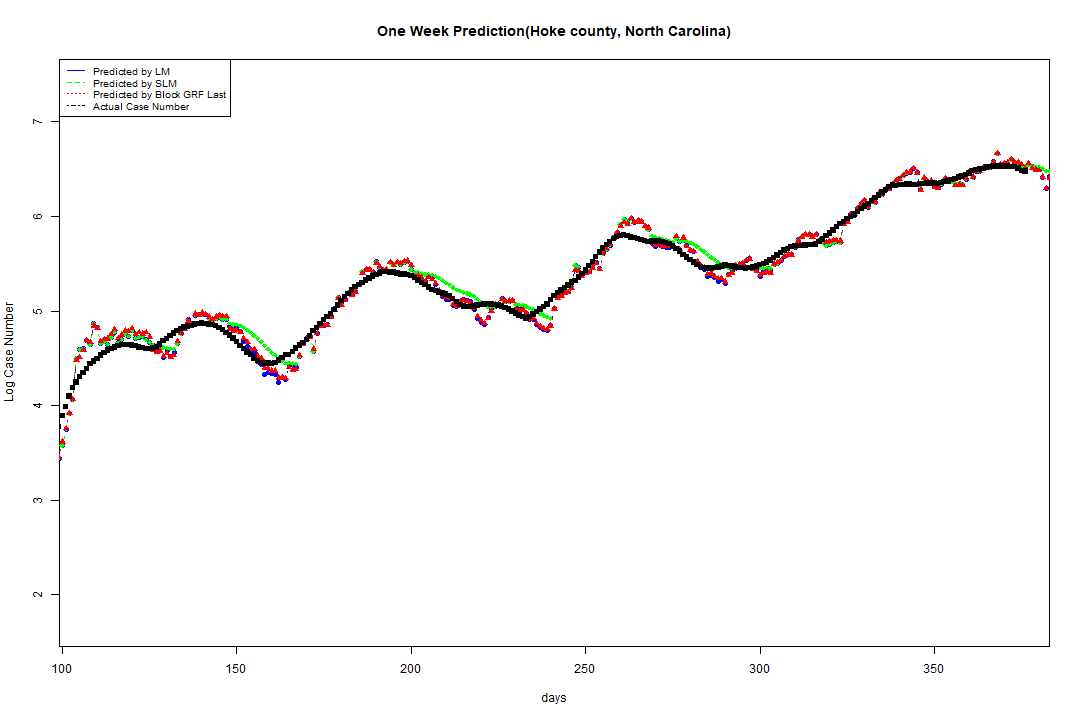 One Week Prediction(Hoke county, North Carolina)
Predicted by LM
Predicted by SLM
Predicted by Block GRF Last
Actual Case Number
7
6
5
4
3
2
Log Case Number
100 150 200 250 300 350
days